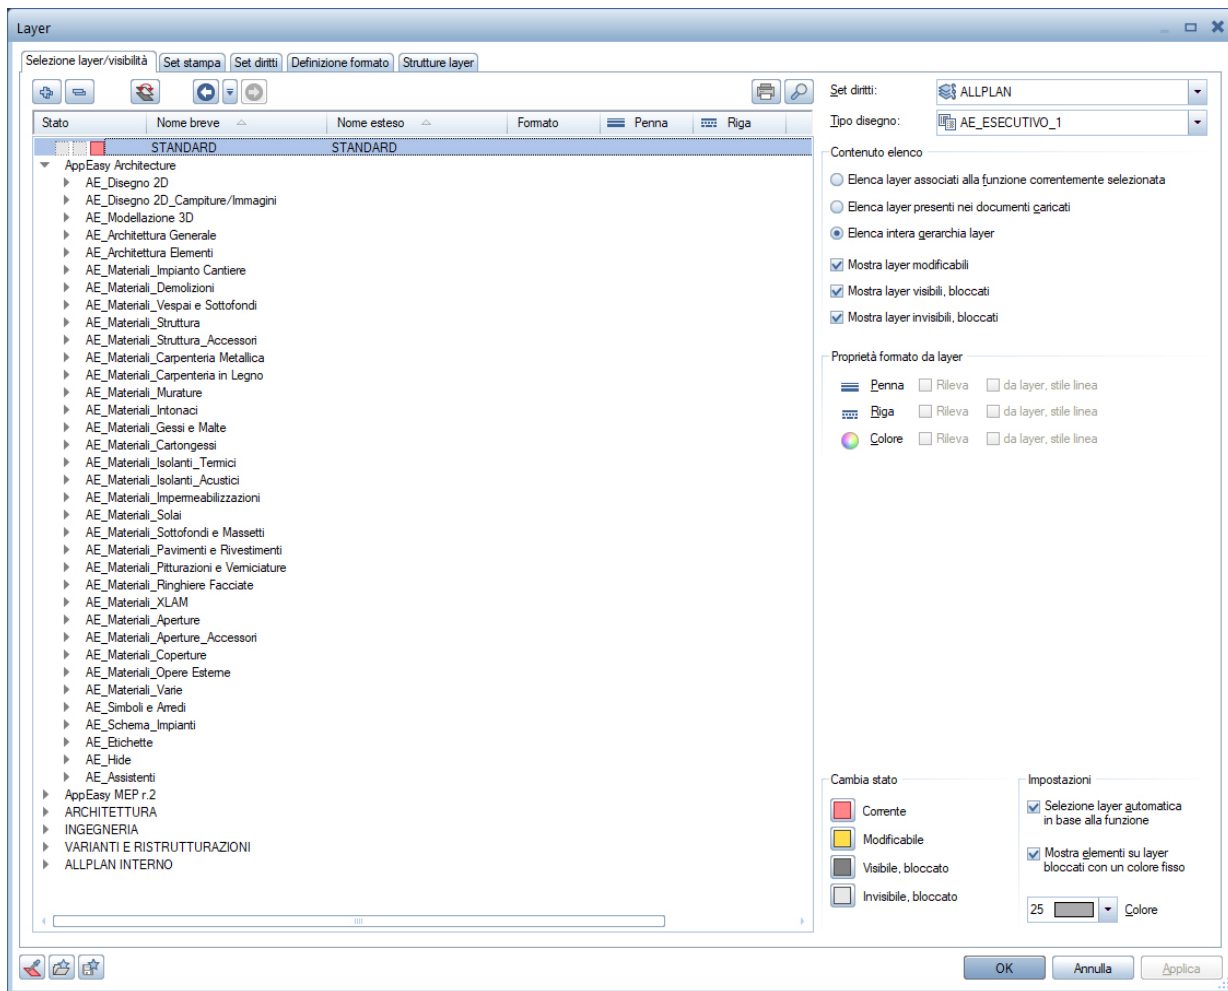 Layer
Selezione layer/visibilità Set stampa Set diritti Definizione formato Strutture layer
Stato Nome breve Nome esteso Formato Penna Riga
STANDARD STANDARD
AppEasy Architecture
AE_Disegno 2D
AE_Disegno 2D_Campiture/Immagini
AE_Modellazione 3D
AE_Architettura Generale
AE_Architettura Elementi
AE_Materiali_Impianto Cantiere
AE_Materiali_Demolizioni
AE_Materiali_Vespai e Sottofondi
AE_Materiali_Struttura
AE_Materiali_Struttura_Accessori
AE_Materiali_Carpenteria Metallica
AE_Materiali_Carpenteria in Legno
AE_Materiali_Murature
AE_Materiali_Intonaci
AE_Materiali_Gessi e Malte
AE_Materiali_Cartongessi
AE_Materiali_Isolanti_Termici
AE_Materiali_Isolanti_Acustici
AE_Materiali_Impermeabilizzazioni
AE_Materiali_Solai
AE_Materiali_Sottofondi e Massetti
AE_Materiali_Pavimenti e Rivestimenti
AE_Materiali_Pitturazioni e Verniciature
AE_Materiali_Ringhiere Facciate
AE_Materiali_XLAM
AE_Materiali_Aperture
AE_Materiali_Aperture_Accessori
AE_Materiali_Coperture
AE_Materiali_Opere Esterne
AE_Materiali_Varie
AE_Simboli e Arredi
AE_Schema_Impianti
AE_Etichette
AE_Hide
AE_Assistenti
AppEasy MEP r.2
ARCHITETTURA
INGEGNERIA
VARIANTI E RISTRUTTURAZIONI
ALLPLAN INTERNO
Set diritti: ALLPLAN
Tipo disegno: AE_ESECUTIVO_1
Contenuto elenco
Elenca layer associati alla funzione correntemente selezionata
Elenca layer presenti nei documenti caricati
Elenca intera gerarchia layer
Mostra layer modificabili
Mostra layer visibili, bloccati
Mostra layer invisibili, bloccati
Proprietà formato da layer
Penna Rileva da layer, stile linea
Riga Rileva da layer, stile linea
Colore Rileva da layer, stile linea
Cambia stato
Corrente
Modificabile
Visibile, bloccato
Invisibile, bloccato
Impostazioni
Selezione layer automatica
in base alla funzione
Mostra elementi su layer
bloccati con un colore fisso
25 Colore
OK Annulla Applica